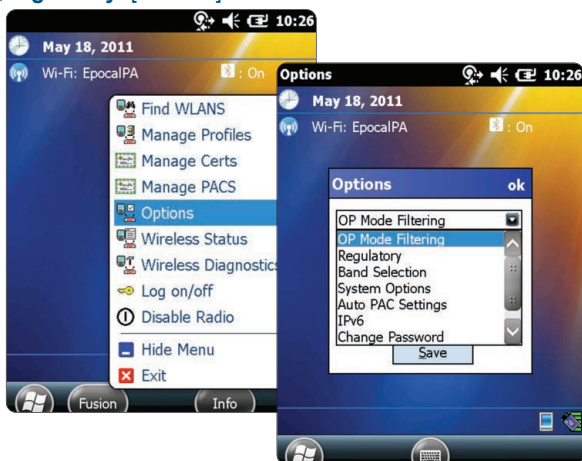 10:26
May 18, 2011
Wi-Fi: EpocalPA
: On
Find WLANS
Manage Profiles
Manage Certs
Manage PACS
Options
Wireless Status
Wireless Diagnostics
Log on/off
Disable Radio
Hide Menu
Exit
Fusion
Info
Options
10:26
May 18, 2011
Wi-Fi: EpocalPA
: On
Options
ok
OP Mode Filtering
OP Mode Filtering
Regulatory
Band Selection
System Options
Auto PAC Settings
IPv6
Change Password
Save